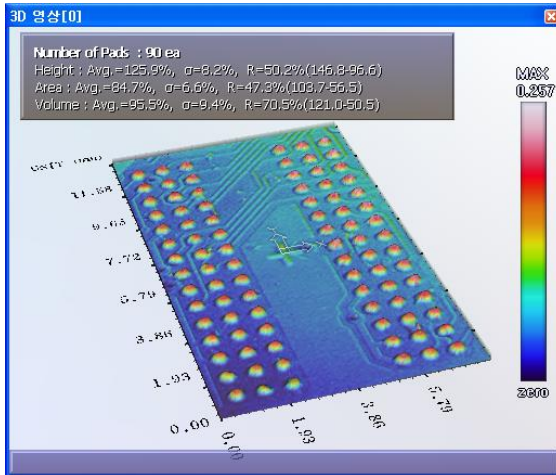 3D 영상[0]
Number of Pads : 90 ea
Height : Avg.=125.9%, σ=8.2%, R=50.2%(146.8-96.6)
Area : Avg.=84.7%, σ=6.6%, R=47.3%(103.7-56.5)
Volume : Avg.=95.5%, σ=9.4%, R=70.5%(121.0-50.5)
MAX
0.257
11.58
9.65
7.72
5.79
3.86
1.93
0.00
0.00
1.93
3.86
5.79
zero